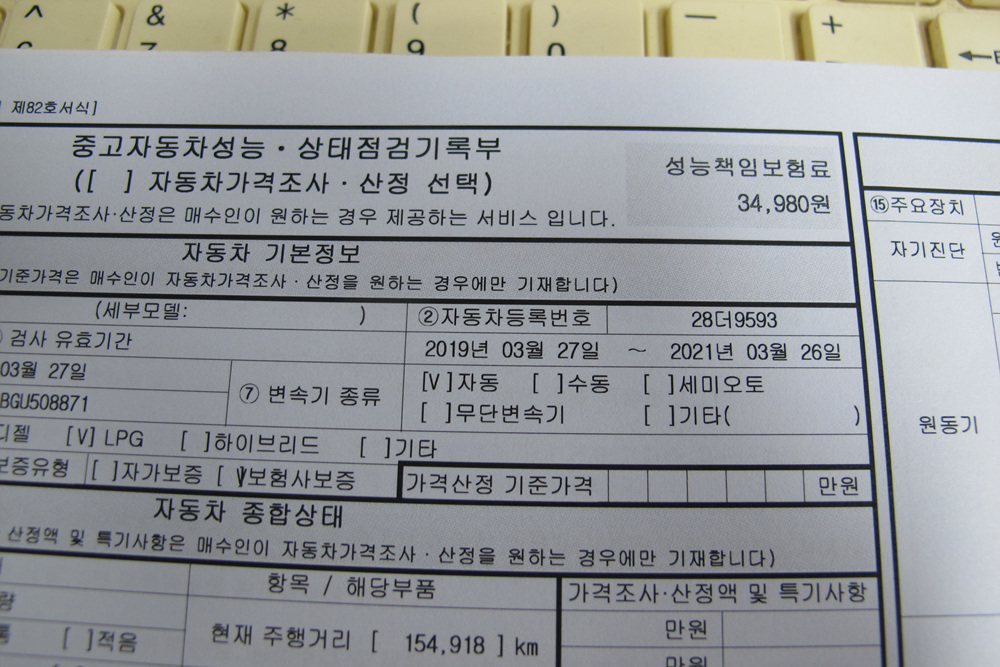 ^ & * ( ) — +
7 8 9 0 ←
제82호서식]
중고자동차성능·상태점검기록부
([ ] 자동차가격조사·산정 선택)
성능책임보험료
34,980원
동차가격조사·산정은 매수인이 원하는 경우 제공하는 서비스 입니다.
⑮주요장치
자기진단
자동차 기본정보
기준가격은 매수인이 자동차가격조사·산정을 원하는 경우에만 기재합니다)
(세부모델: )
②자동차등록번호 28더9593
검사 유효기간
2019년 03월 27일 ~ 2021년 03월 26일
03월 27일
BGU508871
⑦ 변속기 종류
[V]자동 [ ]수동 [ ]세미오토
[ ]무단변속기 [ ]기타( )
원동기
디젤 [V]LPG [ ]하이브리드 [ ]기타
보증유형 [ ]자가보증 [V]보험사보증
가격산정 기준가격 만원
자동차 종합상태
산정액 및 특기사항은 매수인이 자동차가격조사·산정을 원하는 경우에만 기재합니다)
항목 / 해당부품
가격조사·산정액 및 특기사항
량
[ ]적음
현재 주행거리 [ 154,918 ]km
만원
만원